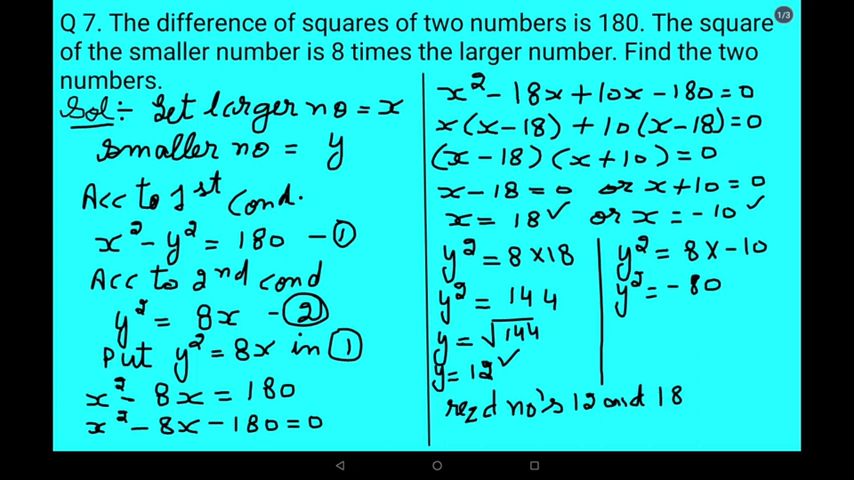 Q 7. The difference of squares of two numbers is 180. The square
of the smaller number is 8 times the larger number. Find the two
numbers.
1/3
Sol:- Let larger no = x
smaller no = y
Acc to 1st Cond.
x² - y² = 180 - ①
Acc to 2nd cond
y² = 8x - ②
Put y² = 8x in ①
x² - 8x = 180
x² - 8x - 180 = 0
x² - 18x + 10x - 180 = 0
x(x - 18) + 10(x - 18) = 0
(x - 18) (x + 10) = 0
x - 18 = 0 or x + 10 = 0
x = 18 ✓ or x = -10 ✓
y² = 8 × 18
y² = 144
y = √144
y = 12 ✓
y² = 8 × -10
y² = - 80
reqd no's 12 and 18